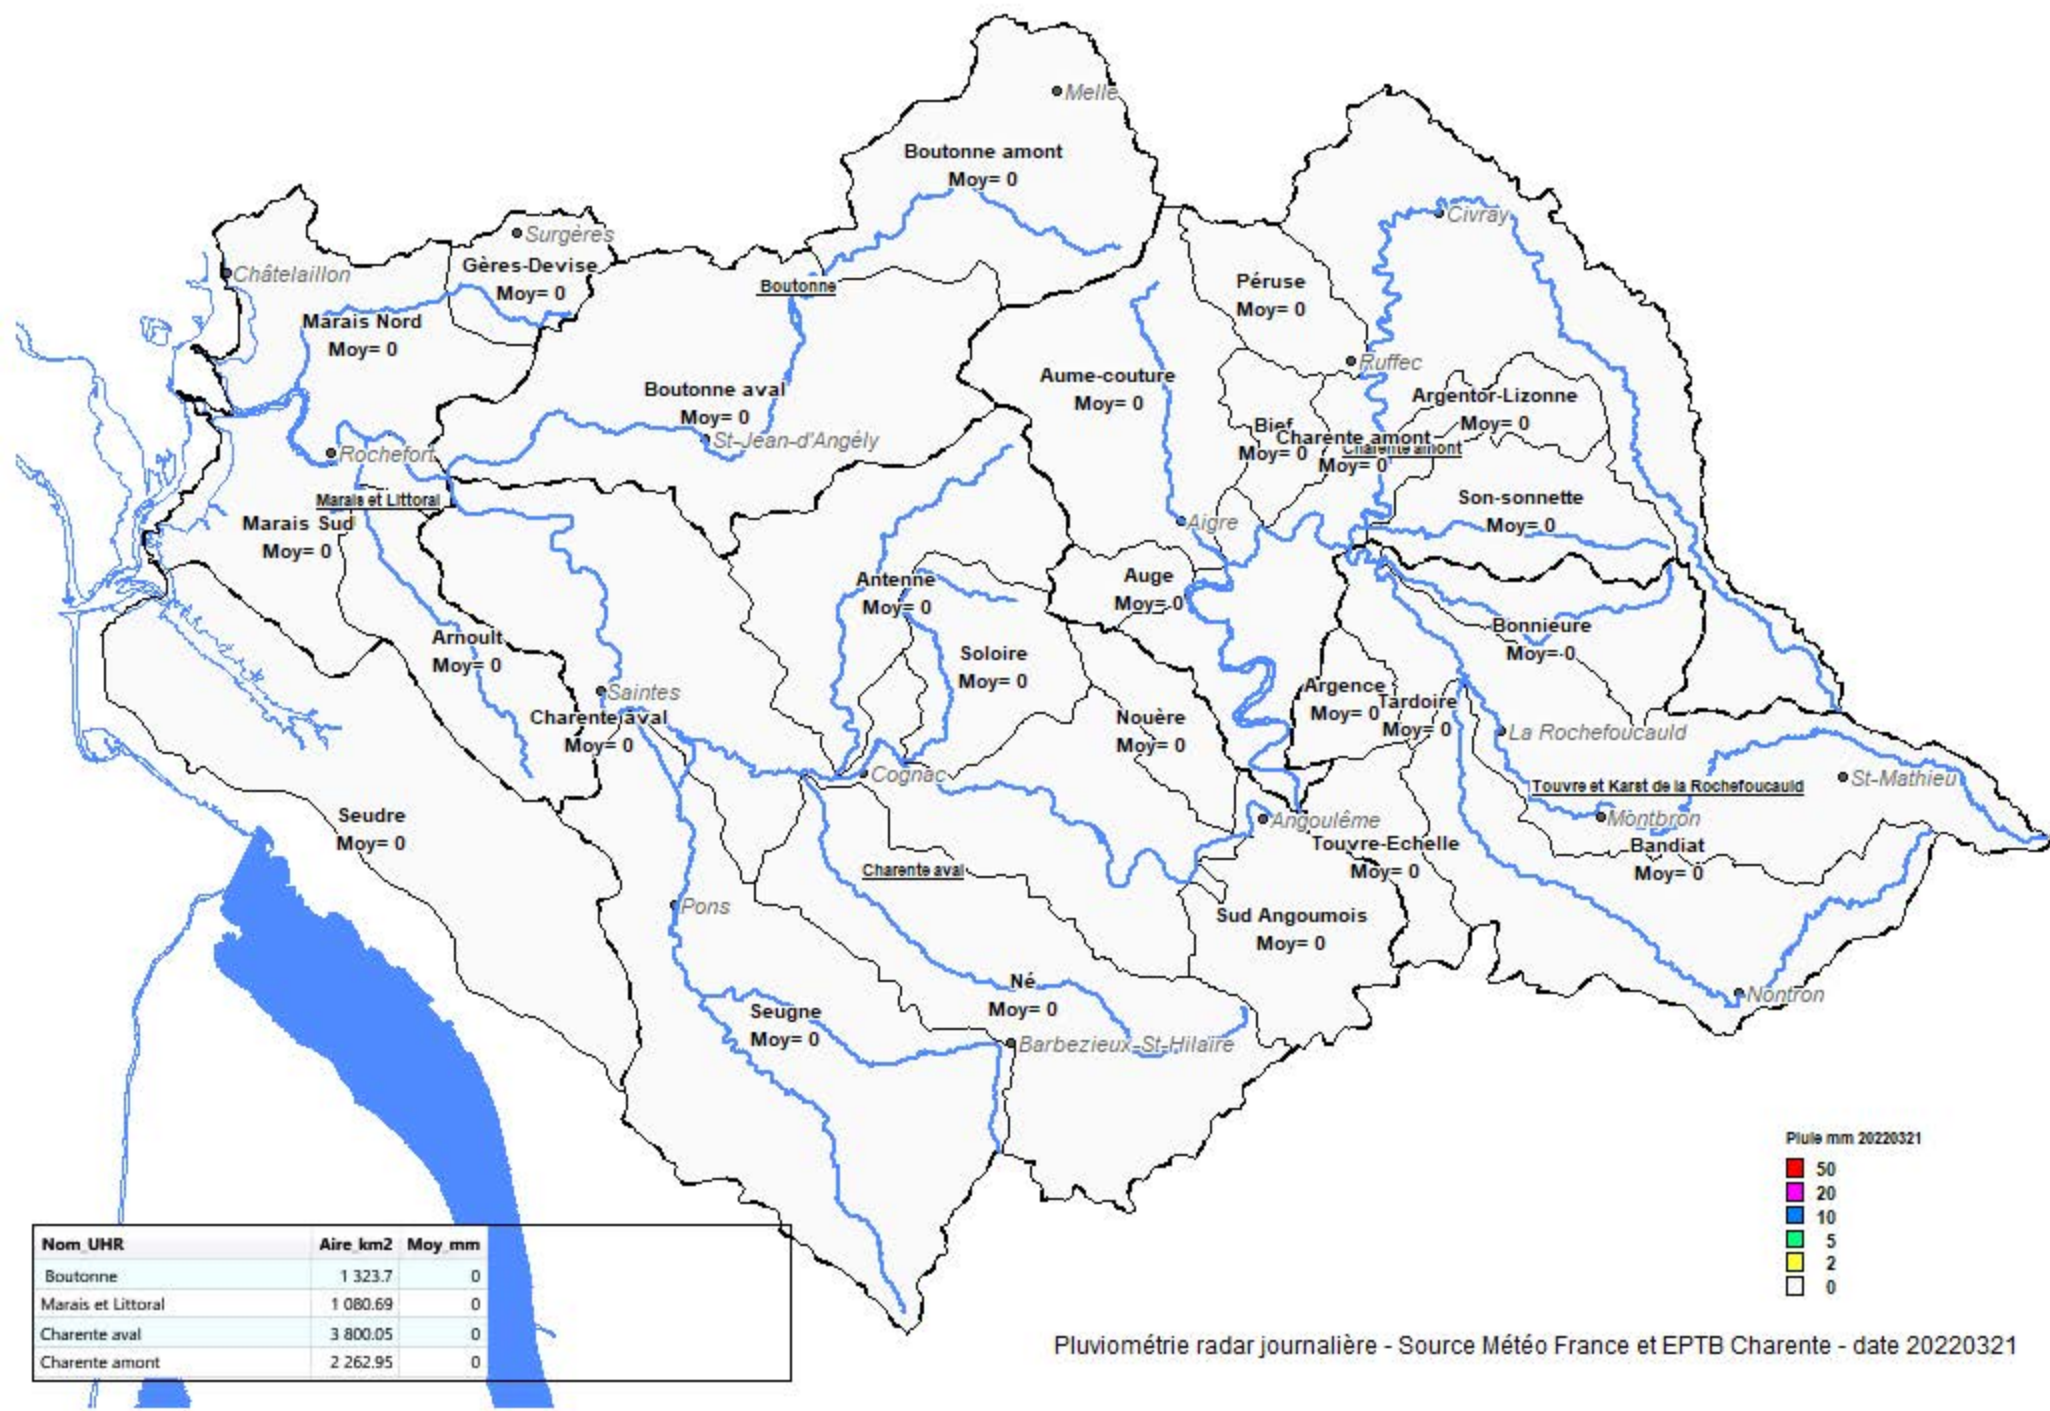 Melle
Boutonne amont
Moy= 0
Civray
Surgères
Châtelaillon
Gères-Devise
Moy= 0
Boutonne
Péruse
Moy= 0
Marais Nord
Moy= 0
Ruffec
Aume-couture
Moy= 0
Boutonne aval
Moy= 0
Argentor-Lizonne
Moy= 0
St-Jean-d'Angély
Bief
Moy= 0
Charente amont
Moy= 0
Charente amont
Rochefort
Marais et Littoral
Son-sonnette
Moy= 0
Marais Sud
Moy= 0
Aigre
Antenne
Moy= 0
Auge
Moy= 0
Bonnieure
Moy= 0
Arnoult
Moy= 0
Soloire
Moy= 0
Saintes
Argence
Moy= 0
Tardoire
Moy= 0
Charente aval
Moy= 0
Nouère
Moy= 0
La Rochefoucauld
Cognac
Touvre et Karst de la Rochefoucauld
St-Mathieu
Seudre
Moy= 0
Angoulême
Montbron
Touvre-Echelle
Moy= 0
Bandiat
Moy= 0
Charente aval
Pons
Sud Angoumois
Moy= 0
Né
Moy= 0
Nontron
Seugne
Moy= 0
Barbezieux-St-Hilaire
Pluie mm 20220321
50
20
10
5
2
0
Nom_UHR Aire_km2 Moy_mm
Boutonne 1 323.7 0
Marais et Littoral 1 080.69 0
Charente aval 3 800.05 0
Charente amont 2 262.95 0
Pluviométrie radar journalière - Source Météo France et EPTB Charente - date 20220321